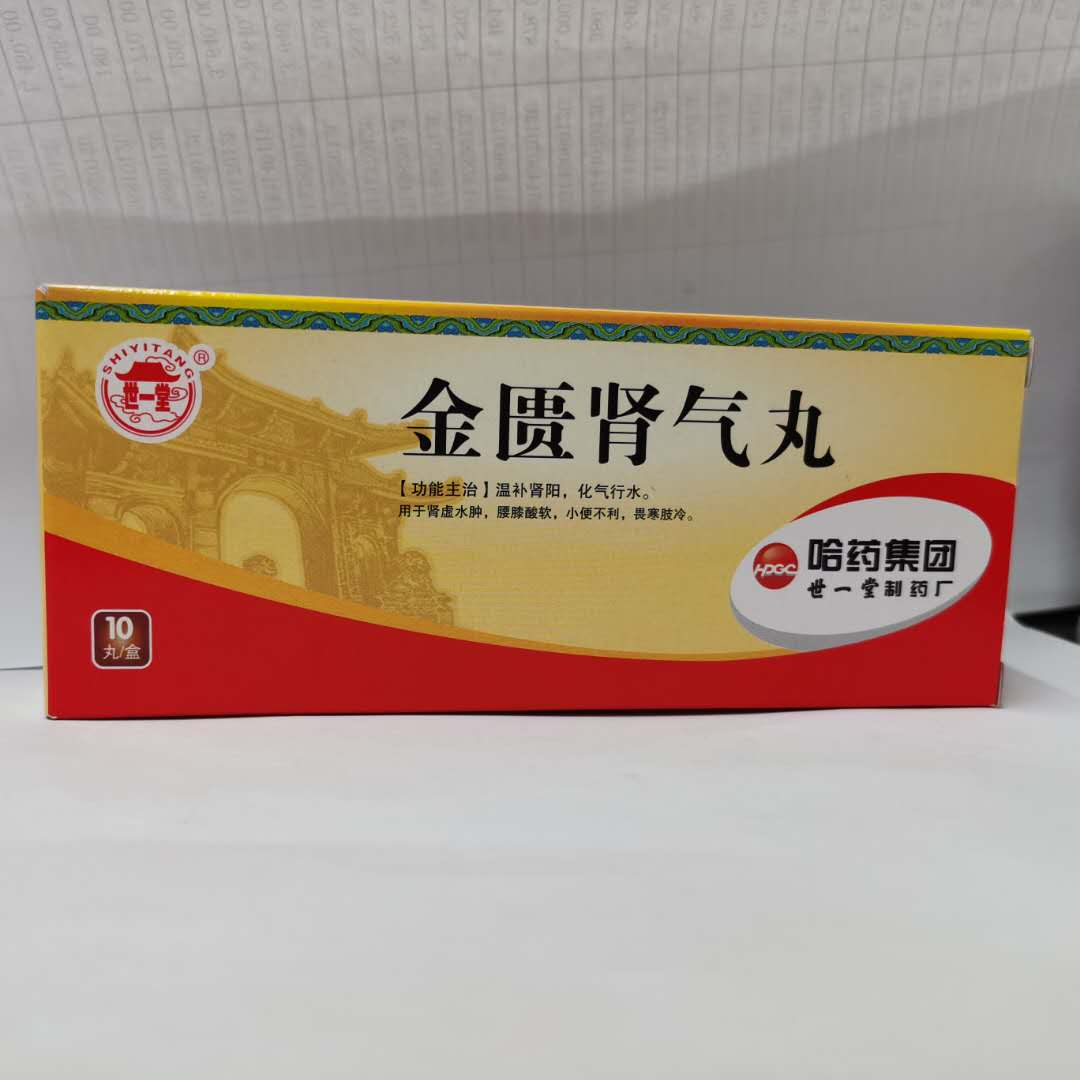 SHIYITANG
®
世一堂
金匮肾气丸
【功能主治】温补肾阳，化气行水。
用于肾虚水肿，腰膝酸软，小便不利，畏寒肢冷。
HPGC
哈药集团
世一堂制药厂
10
丸/盒